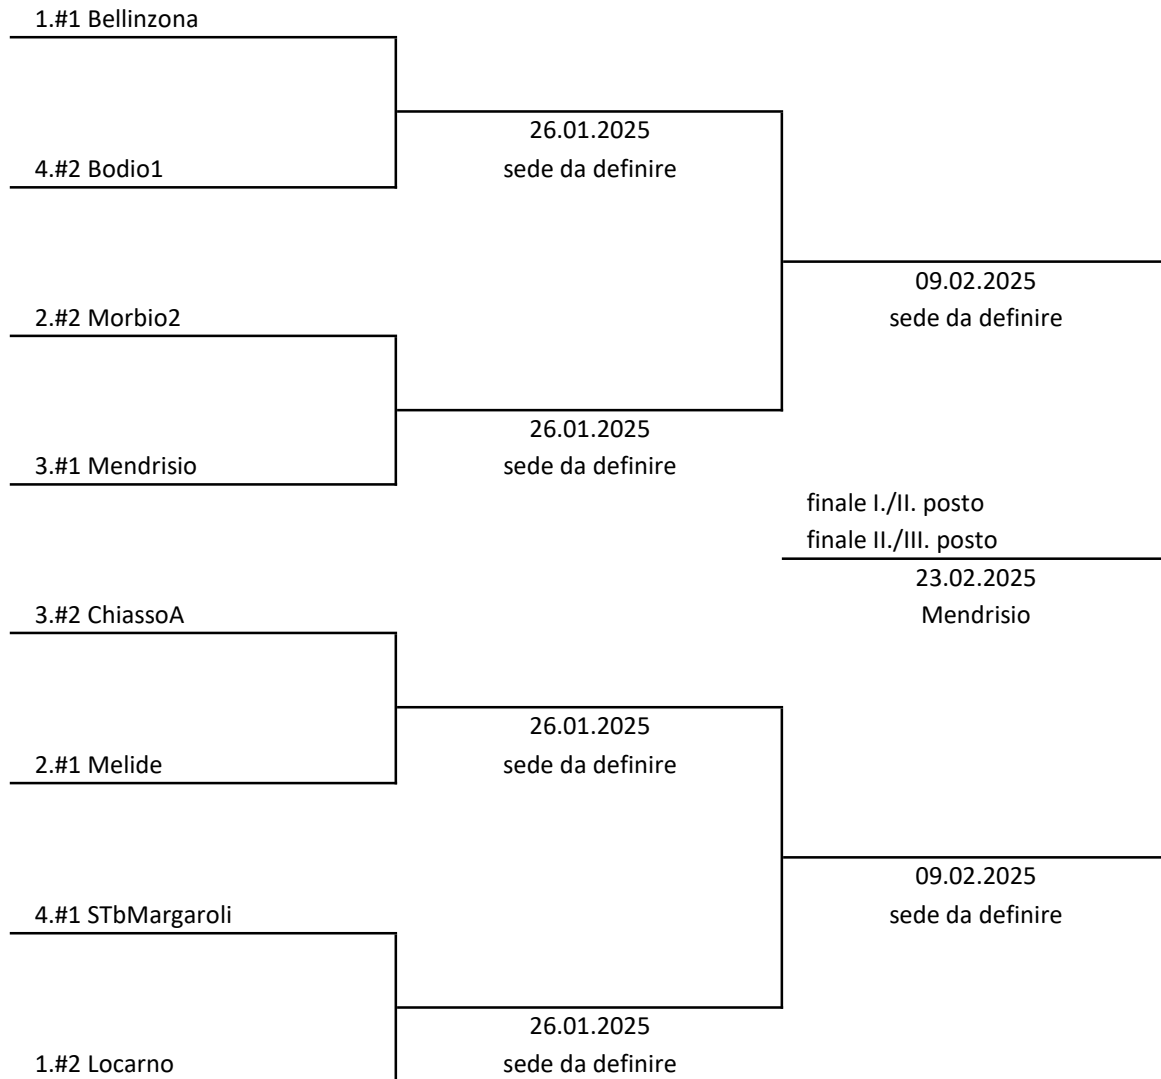 1.#1 Bellinzona
26.01.2025
4.#2 Bodio1
sede da definire
09.02.2025
2.#2 Morbio2
sede da definire
26.01.2025
3.#1 Mendrisio
sede da definire
finale I./II. posto
finale II./III. posto
23.02.2025
3.#2 ChiassoA
Mendrisio
26.01.2025
2.#1 Melide
sede da definire
09.02.2025
4.#1 STbMargaroli
sede da definire
26.01.2025
1.#2 Locarno
sede da definire